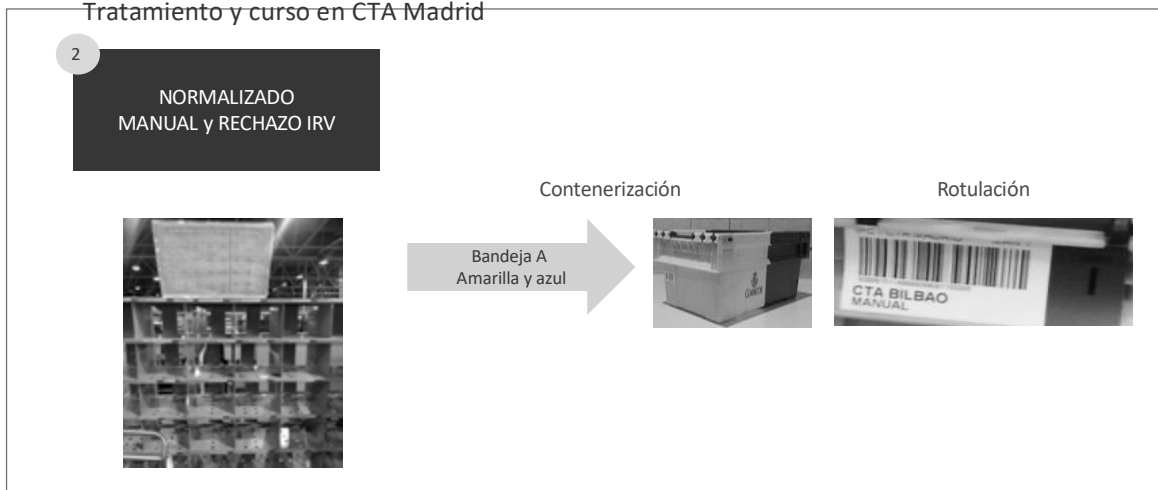 Tratamiento y curso en CTA Madrid
2
NORMALIZADO
MANUAL y RECHAZO IRV
Contenerización
Rotulación
Bandeja A
Amarilla y azul
CTA BILBAO
MANUAL